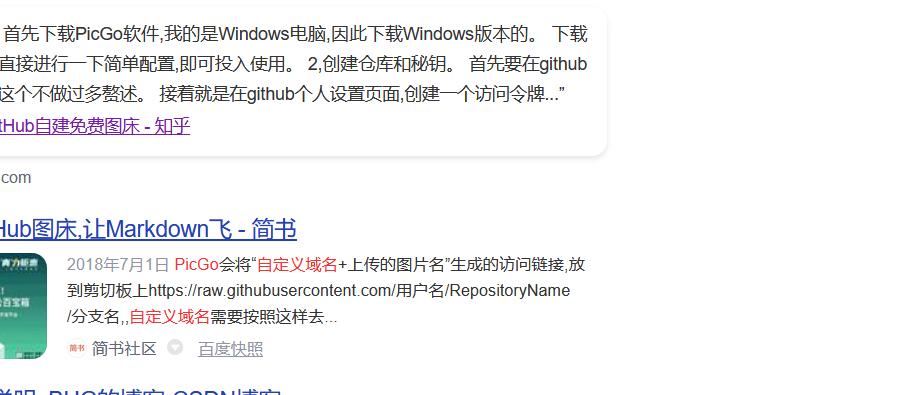 首先下载PicGo软件,我的是Windows电脑,因此下载Windows版本的。 下载
直接进行一下简单配置,即可投入使用。 2,创建仓库和秘钥。 首先要在github
这个不做过多赘述。 接着就是在github个人设置页面,创建一个访问令牌...”
tHub自建免费图床 - 知乎
.com
Hub图床,让Markdown飞 - 简书
2018年7月1日 PicGo会将“自定义域名+上传的图片名”生成的访问链接,放
到剪切板上https://raw.githubusercontent.com/用户名/RepositoryName
/分支名,,自定义域名需要按照这样去...
百宝箱
简书 简书社区 百度快照